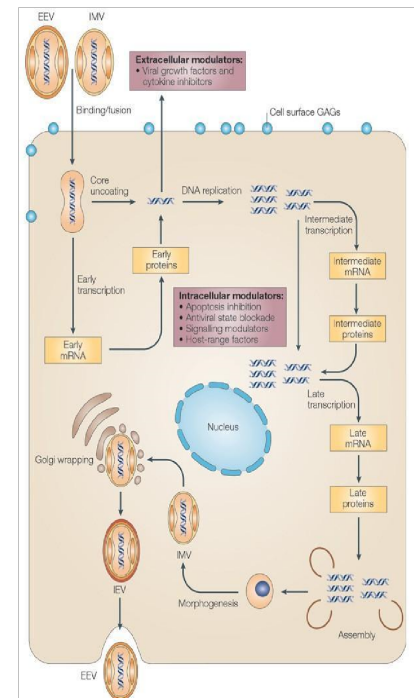 EEV
IMV
Extracellular modulators:
• Viral growth factors and
cytokine inhibitors
Binding/fusion
Cell surface GAGs
Core
uncoating
DNA replication
Intermediate
transcription
Early
transcription
Early
proteins
Intermediate
mRNA
Intracellular modulators:
• Apoptosis inhibition
• Antiviral state blockade
• Signalling modulators
• Host-range factors
Early
mRNA
Intermediate
proteins
Late
transcription
Nucleus
Late
mRNA
Golgi wrapping
Late
proteins
IMV
IEV
Morphogenesis
Assembly
EEV